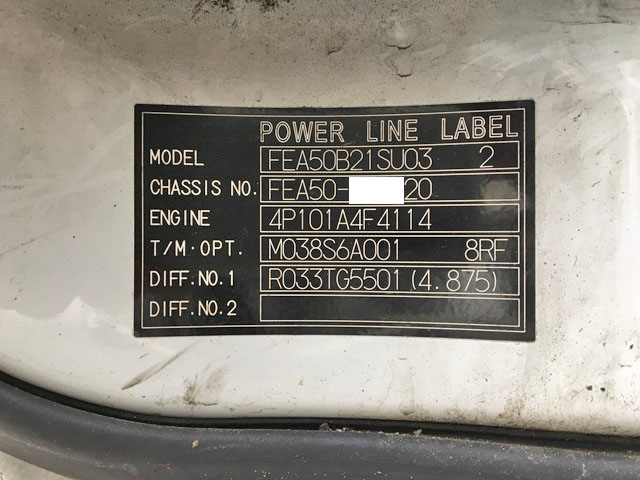 POWER LINE LABEL
MODEL FEA50B21SU03 2
CHASSIS NO. FEA50- 20
ENGINE 4P101A4F4114
T/M·OPT. M038S6A001 8RF
DIFF.NO.1 R033TG5501(4.875)
DIFF.NO.2